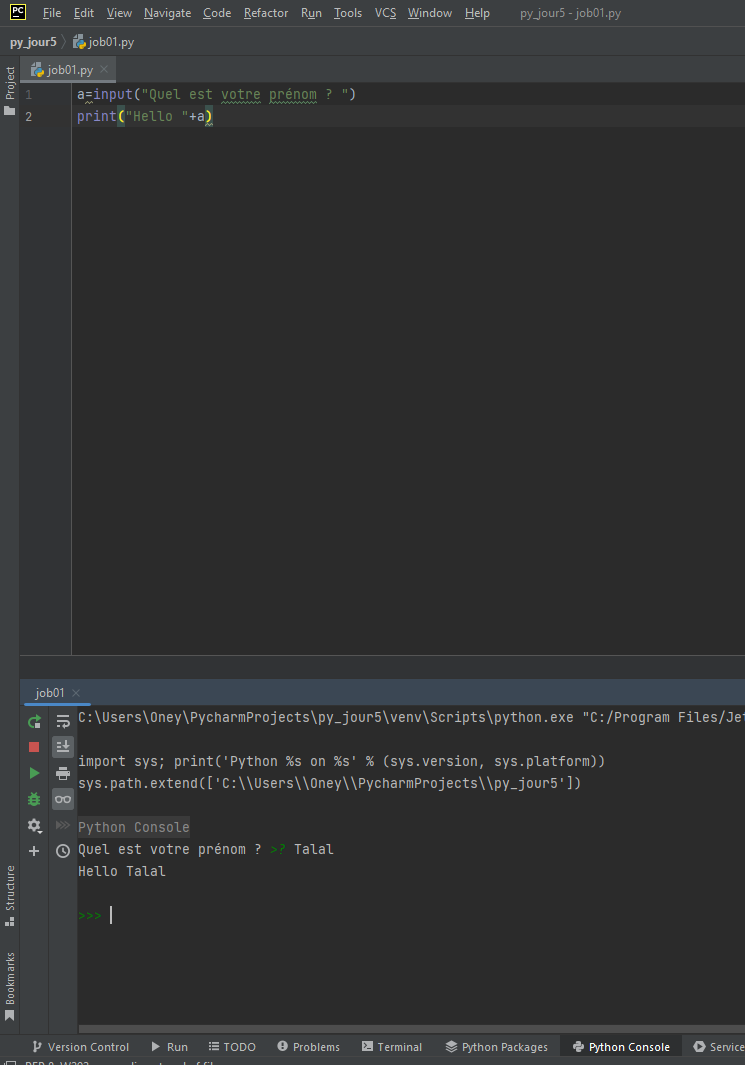 PC File Edit View Navigate Code Refactor Run Tools VCS Window Help py_jour5 - job01.py
py_jour5 job01.py
Project
job01.py
1 a=input("Quel est votre prénom ? ")
2 print("Hello "+a)
job01
C:\Users\Oney\PycharmProjects\py_jour5\venv\Scripts\python.exe "C:/Program Files/Jet
import sys; print('Python %s on %s' % (sys.version, sys.platform))
sys.path.extend(['C:\\Users\\Oney\\PycharmProjects\\py_jour5'])
Python Console
Quel est votre prénom ? >? Talal
Hello Talal
>>>
Structure
Bookmarks
Version Control Run TODO Problems Terminal Python Packages Python Console Service